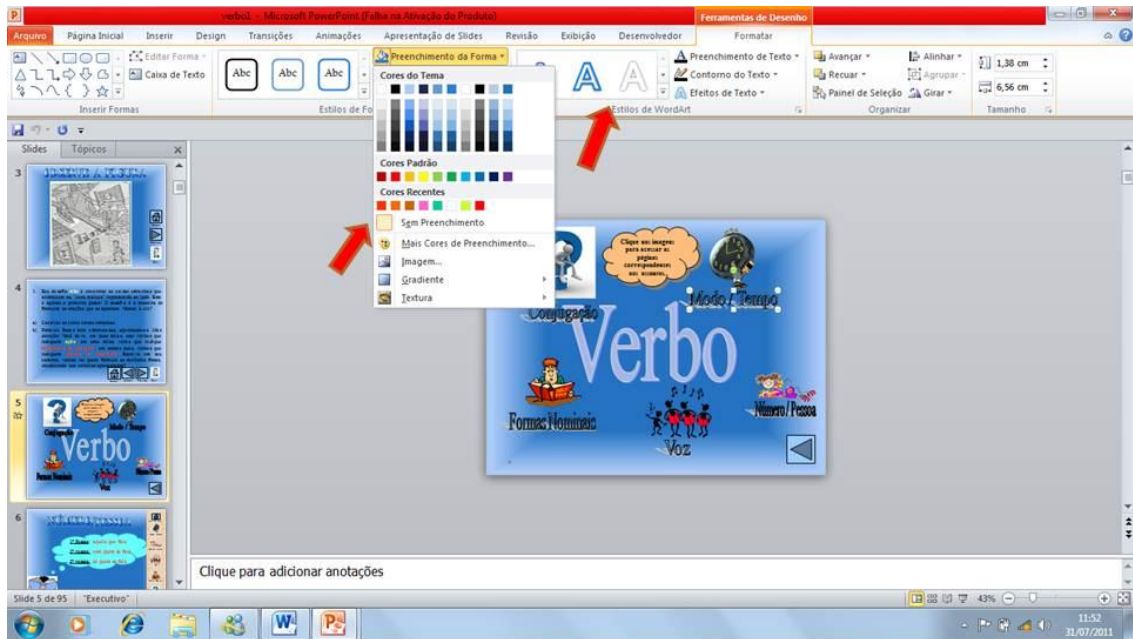 verbo1 - Microsoft PowerPoint (Falha na Ativação do Produto)
Ferramentas de Desenho
Arquivo Página Inicial Inserir Design Transições Animações Apresentação de Slides Revisão Exibição Desenvolvedor Formatar
Editar Forma
Caixa de Texto
Inserir Formas
Abc Abc Abc
Estilos de Fo
Preenchimento da Forma
Cores do Tema
Cores Padrão
Cores Recentes
Sem Preenchimento
Mais Cores de Preenchimento...
Imagem...
Gradiente
Textura
A A
Estilos de WordArt
Preenchimento do Texto
Contorno do Texto
Efeitos de Texto
Avançar
Recuar
Painel de Seleção
Alinhar
Agrupar
Girar
Organizar
1,38 cm
6,56 cm
Tamanho
Slides Tópicos
3
4
5
Verbo
6
Clique nas imagens
para acessar as
páginas
correspondentes
aos assuntos.
Conjugação
Modo / Tempo
Verbo
Formas Nominais
Número / Pessoa
Voz
Clique para adicionar anotações
Slide 5 de 95 "Executivo" 43%
11:52
31/07/2011